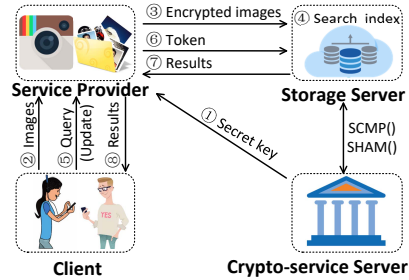 ③ Encrypted images
④ Search index
⑥ Token
⑦ Results
Service Provider
Storage Server
① Secret key
② Images
⑤ Query
(Update)
⑧ Results
SCMP()
SHAM()
YES
Client
Crypto-service Server